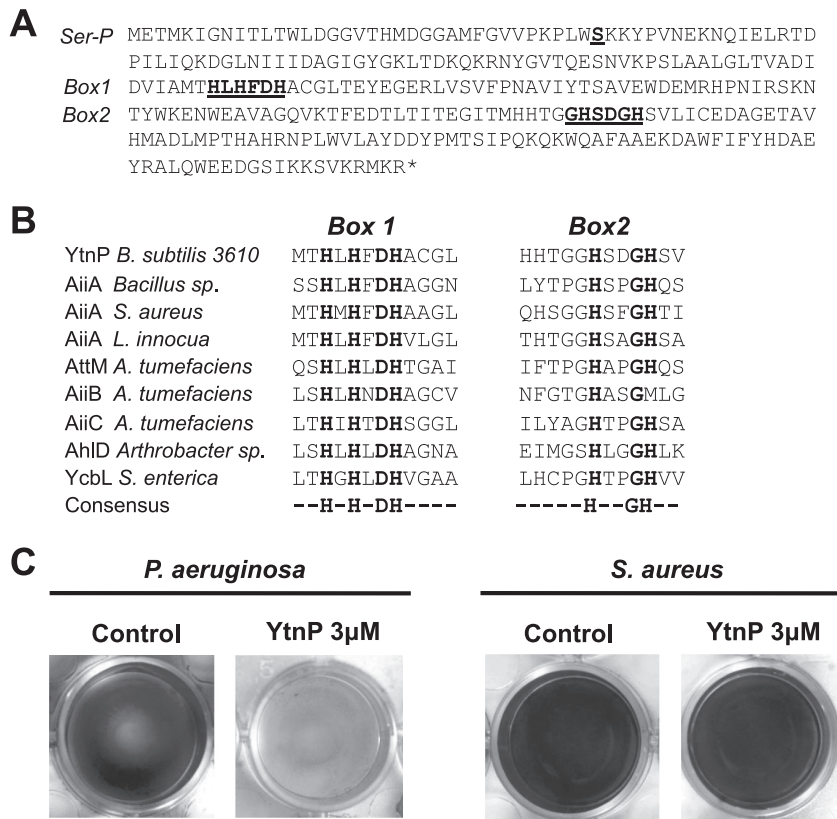 A
Ser-P METMKIGNITLTWLDGGVTHMDGGAMFGVVPKPLWSKKYPVNEKNQIELRTD
PILIQKDGLNIIIDAGIGYGKLTDKQKRNYGVTQESNVKPSLAALGLTVADI
Box1 DVIAMTHLHFDHACGLTEYEGERLVSVFPNAVIYTSAVEWDEMRHPNIRSKN
Box2 TYWKENWEAVAGQVKTFEDTLTITEGITMHHTGGHSDGHSVLICEDAGETAV
HMADLMPTHAHRNPLWVLAYDDYPMTSIPQKQKWQAFAAEKDAWFIFYHDAE
YRALQWEEDGSIKKSVKRMKR*
B
Box 1 Box2
YtnP B. subtilis 3610 MTHLHFDHACGL HHTGGHSDGHSV
AiiA Bacillus sp. SSHLHFDHAGGN LYTPGHSPGHQS
AiiA S. aureus MTHMHFDHAAGL QHSGGHSFGHTI
AiiA L. innocua MTHLHFDHVLGL THTGGHSAGHSA
AttM A. tumefaciens QSHLHLDHTGAI IFTPGHAPGHQS
AiiB A. tumefaciens LSHLHNDHAGCV NFGTGHASGMLG
AiiC A. tumefaciens LTHIHTDHSGGL ILYAGHTPGHSA
AhlD Arthrobacter sp. LSHLHLDHAGNA EIMGSHLGGHLK
YcbL S. enterica LTHGHLDHVGAA LHCPGHTPGHVV
Consensus --H-H-DH---- -----H--GH--
C
P. aeruginosa S. aureus
Control YtnP 3µM Control YtnP 3µM